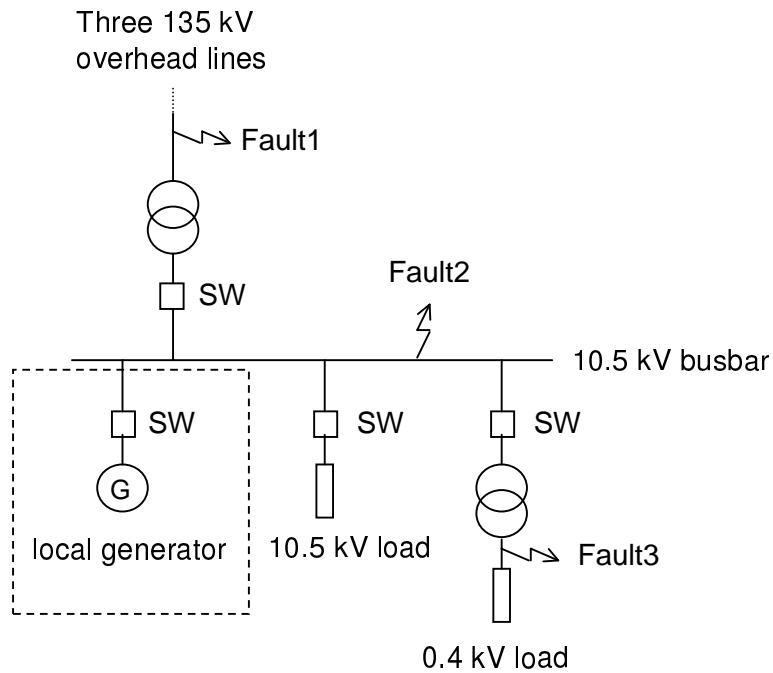 Three 135 kV
overhead lines
Fault1
SW
Fault2
10.5 kV busbar
SW
SW
SW
G
local generator
10.5 kV load
Fault3
0.4 kV load